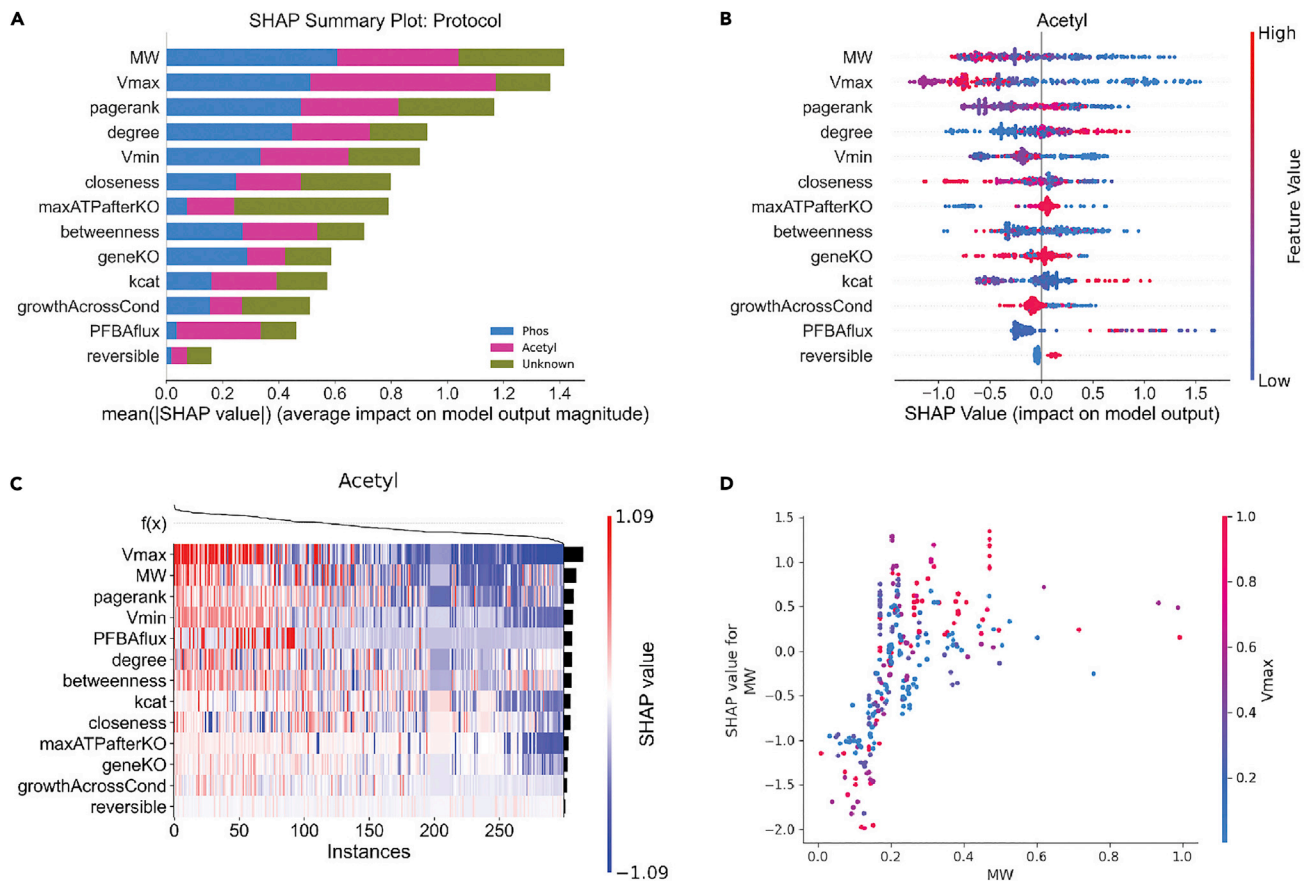 A
SHAP Summary Plot: Protocol
MW
Vmax
pagerank
degree
Vmin
closeness
maxATPafterKO
betweenness
geneKO
kcat
growthAcrossCond
PFBAflux
reversible
Phos
Acetyl
Unknown
0.0 0.2 0.4 0.6 0.8 1.0 1.2 1.4
mean(|SHAP value|) (average impact on model output magnitude)
B
Acetyl
MW
Vmax
pagerank
degree
Vmin
closeness
maxATPafterKO
betweenness
geneKO
kcat
growthAcrossCond
PFBAflux
reversible
−1.0 −0.5 0.0 0.5 1.0 1.5
SHAP Value (impact on model output)
High
Feature Value
Low
C
Acetyl
f(x)
Vmax
MW
pagerank
Vmin
PFBAflux
degree
betweenness
kcat
closeness
maxATPafterKO
geneKO
growthAcrossCond
reversible
0 50 100 150 200 250
Instances
1.09
SHAP value
−1.09
D
1.5
1.0
0.5
0.0
−0.5
−1.0
−1.5
−2.0
SHAP value for
MW
0.0 0.2 0.4 0.6 0.8 1.0
MW
1.0
0.8
0.6
0.4
0.2
Vmax